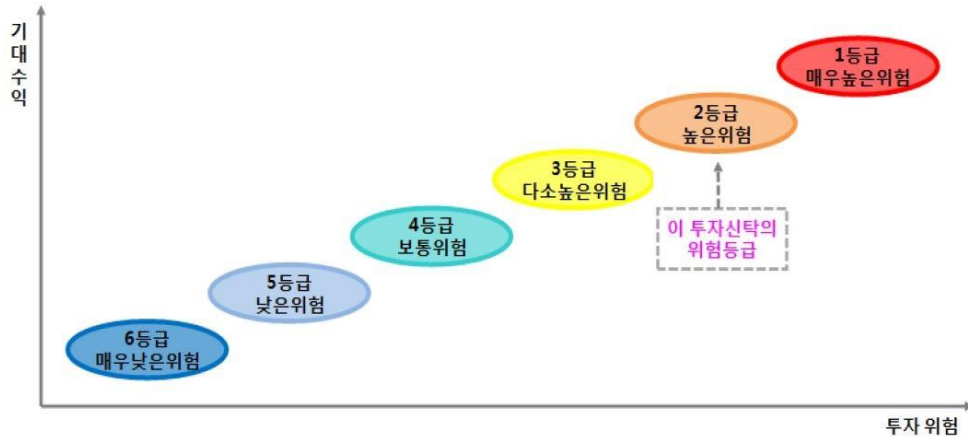 기대수익
1등급
매우높은위험
2등급
높은위험
3등급
다소높은위험
이 투자신탁의
위험등급
4등급
보통위험
5등급
낮은위험
6등급
매우낮은위험
투자 위험